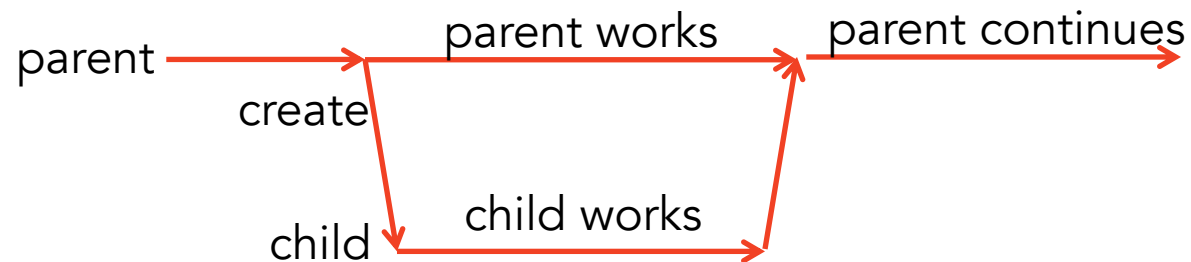 parent
parent works
parent continues
create
child works
child